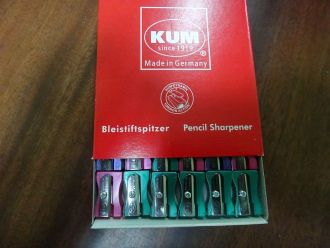 KUM
since 1919
Made in Germany
Bleistiftspitzer Pencil Sharpener